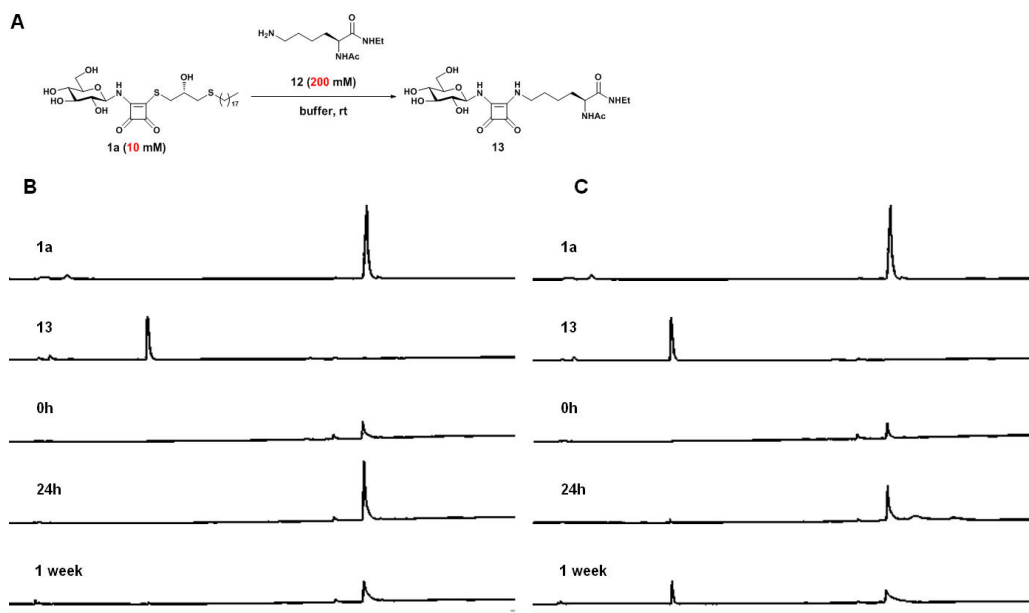 A
H₂N
O
NHEt
NHAc
12 (200 mM)
buffer, rt
OH
HO
HO
O
OH
H
N
S
OH
S
17
O
O
1a (10 mM)
OH
HO
HO
O
OH
H
N
H
N
O
NHEt
NHAc
O
O
13
B
C
1a
1a
13
13
0h
0h
24h
24h
1 week
1 week